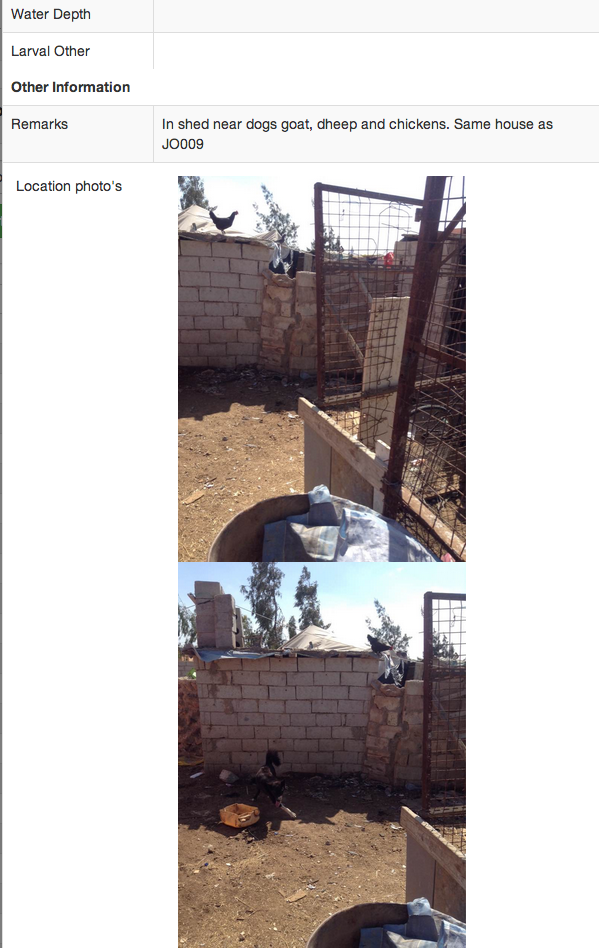 Water Depth
Larval Other
Other Information
Remarks
In shed near dogs goat, dheep and chickens. Same house as
JO009
Location photo's